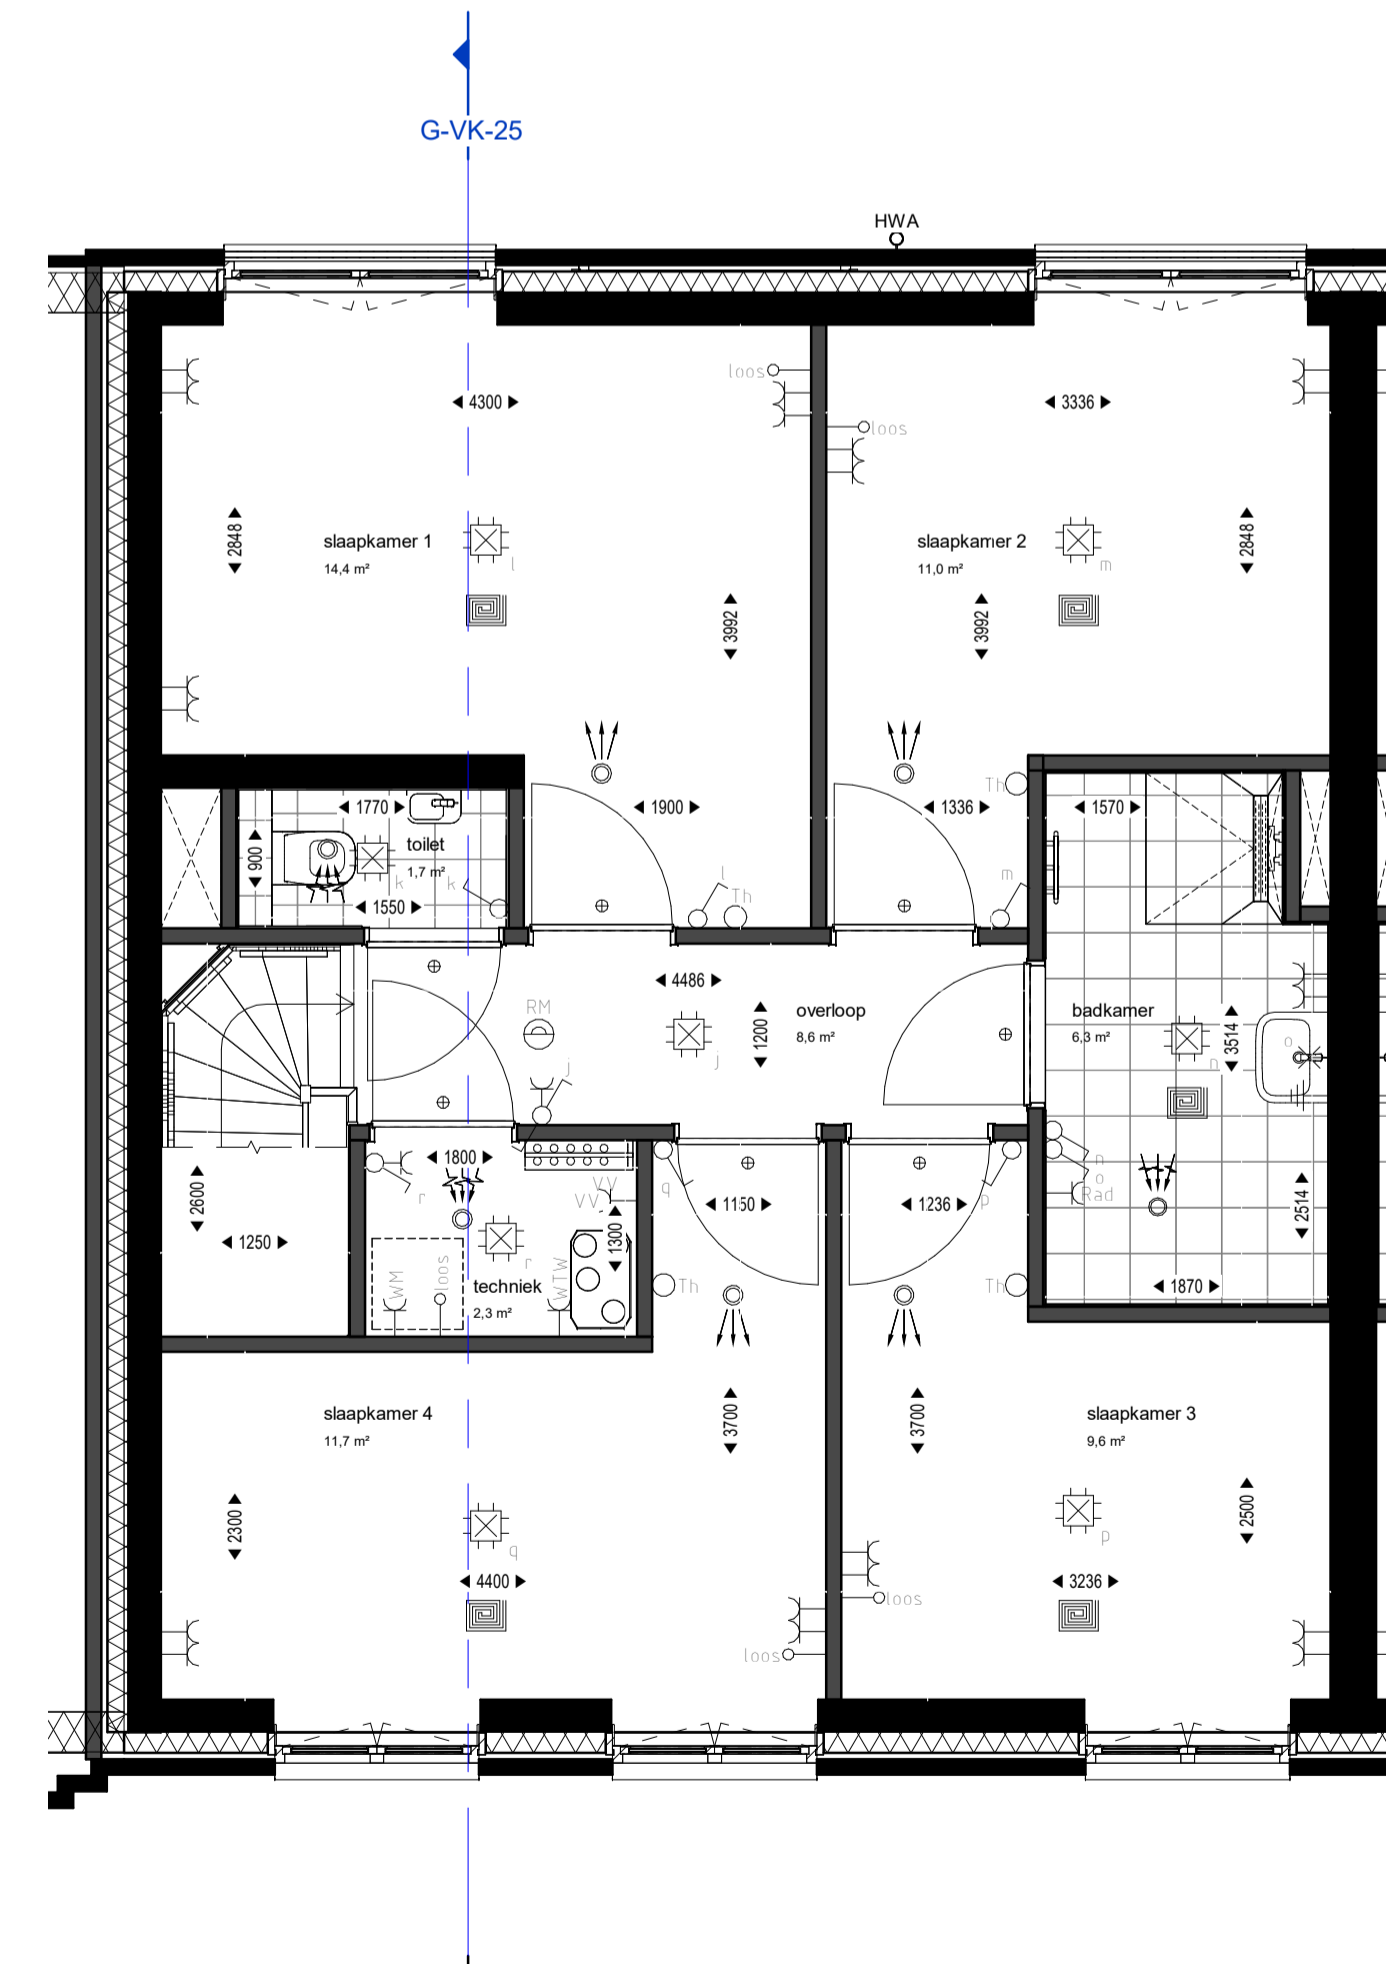 G-VK-25
HWA
loos
4300
3336
loos
2848
slaapkamer 1
14,4 m²
l
slaapkamer 2
11,0 m²
m
2848
3992
3992
Th
1770
1900
1336
1570
900
toilet
1,7 m²
k
k
1550
l
Th
m
4486
RM
overloop
8,6 m²
1200
j
j
badkamer
6,3 m²
n
3514
o
1800
2600
1250
r
VV
VV
q
1150
1236
p
n
o
Rad
2514
1300
WM
loos
r
WTW
techniek
2,3 m²
Th
Th
1870
slaapkamer 4
11,7 m²
3700
3700
slaapkamer 3
9,6 m²
2300
q
4400
p
2500
3236
loos
loos